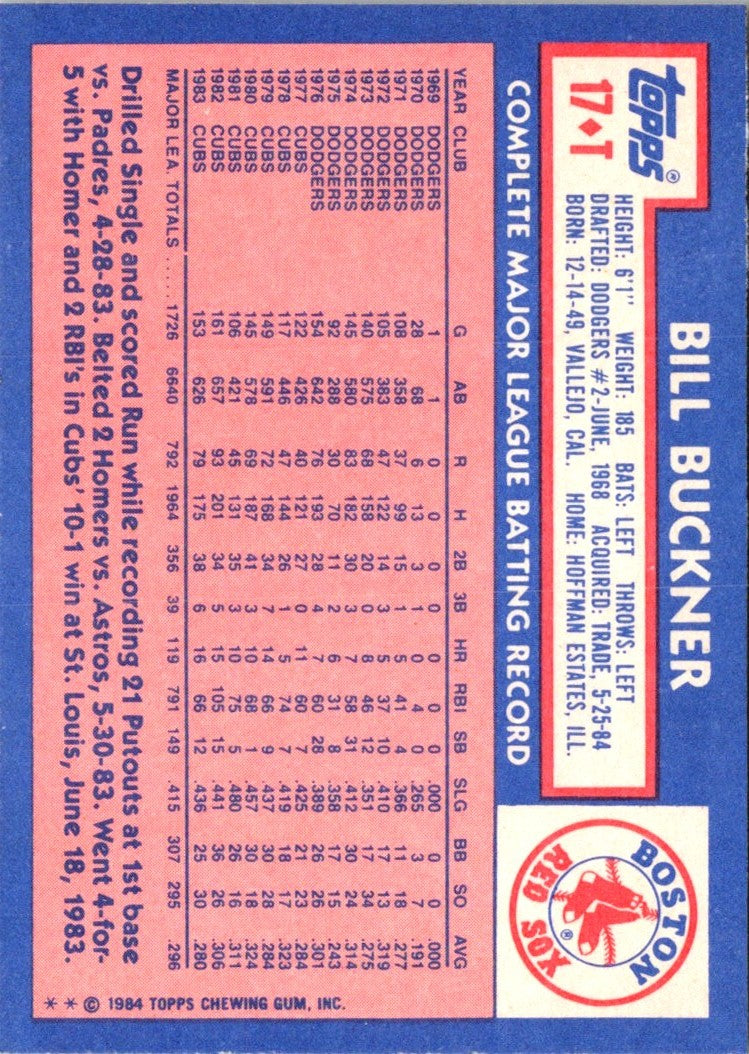 topps®
17♦T
BILL BUCKNER
HEIGHT: 6'1" WEIGHT: 185 BATS: LEFT THROWS: LEFT
DRAFTED: DODGERS #2-JUNE, 1968 ACQUIRED: TRADE, 5-25-84
BORN: 12-14-49, VALLEJO, CAL. HOME: HOFFMAN ESTATES, ILL.
BOSTON
RED SOX
®
COMPLETE MAJOR LEAGUE BATTING RECORD
YEAR CLUB G AB R H 2B 3B HR RBI SB SLG BB SO AVG
1969 DODGERS 1 1 0 0 0 0 0 0 0 .000 0 0 .000
1970 DODGERS 28 68 6 13 3 1 0 4 0 .265 3 7 .191
1971 DODGERS 108 358 37 99 15 1 5 41 4 .366 11 18 .277
1972 DODGERS 105 383 47 122 14 3 5 37 10 .410 17 13 .319
1973 DODGERS 140 575 68 158 20 0 8 46 12 .351 17 34 .275
1974 DODGERS 145 580 83 182 30 3 7 58 31 .412 30 24 .314
1975 DODGERS 92 288 30 70 11 2 6 31 8 .358 17 15 .243
1976 DODGERS 154 642 76 193 28 4 7 60 28 .389 26 26 .301
1977 CUBS 122 426 40 121 27 0 11 60 7 .425 21 23 .284
1978 CUBS 117 446 47 144 26 1 5 74 7 .419 18 17 .323
1979 CUBS 149 591 72 168 34 7 14 66 9 .437 30 28 .284
1980 CUBS 145 578 69 187 41 3 10 68 1 .457 30 18 .324
1981 CUBS 106 421 45 131 35 3 10 75 5 .480 26 16 .311
1982 CUBS 161 657 93 201 34 5 15 105 15 .441 36 26 .306
1983 CUBS 153 626 79 175 38 6 16 66 12 .436 25 30 .280
MAJOR LEA. TOTALS ..... 1726 6640 792 1964 356 39 119 791 149 .415 307 295 .296
Drilled Single and scored Run while recording 21 Putouts at 1st base
vs. Padres, 4-28-83. Belted 2 Homers vs. Astros, 5-30-83. Went 4-for-
5 with Homer and 2 RBI's in Cubs' 10-1 win at St. Louis, June 18, 1983.
** © 1984 TOPPS CHEWING GUM, INC.